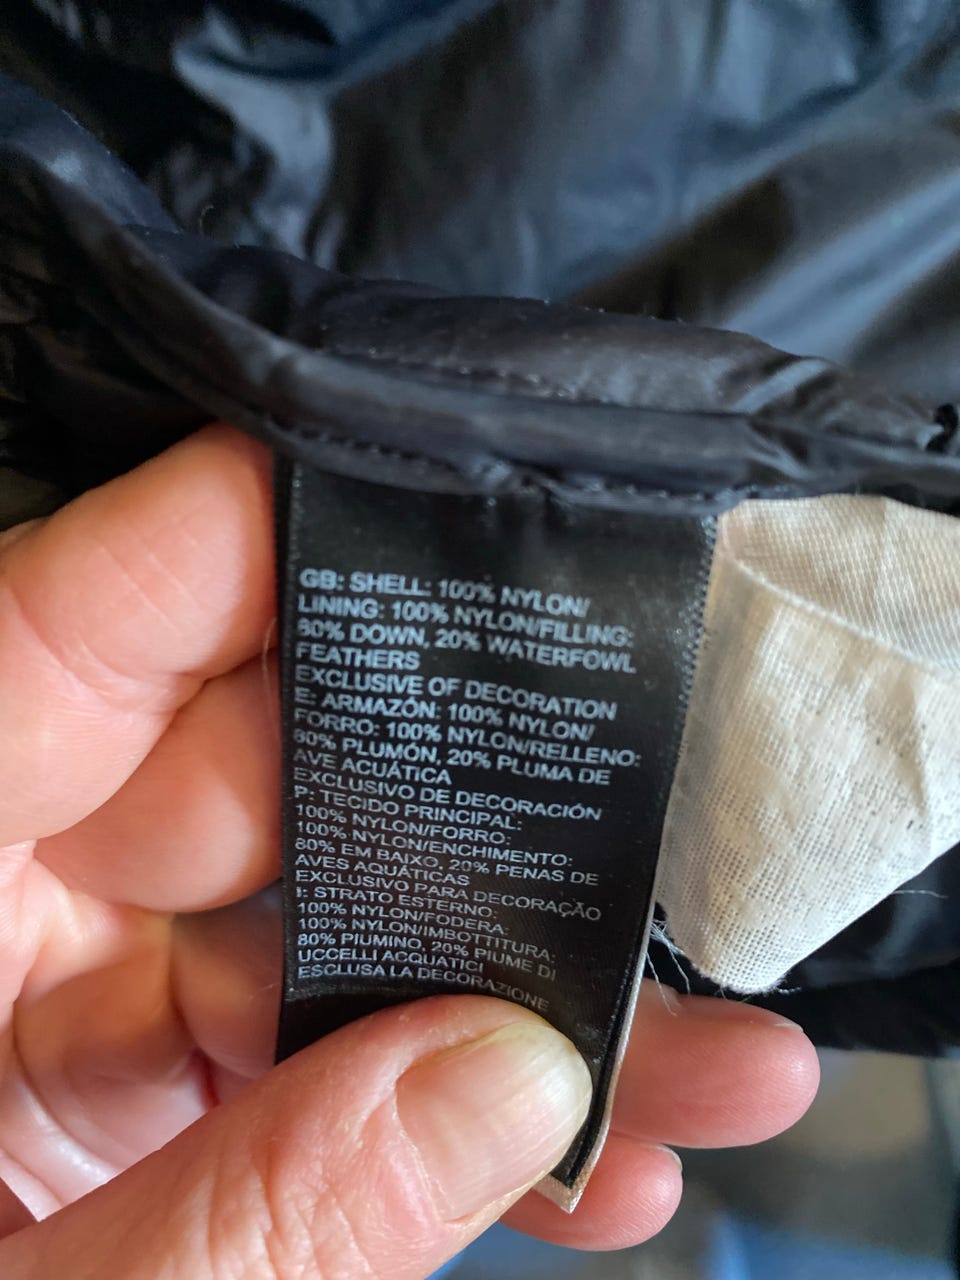 GB: SHELL: 100% NYLON/
LINING: 100% NYLON/FILLING:
80% DOWN, 20% WATERFOWL
FEATHERS
EXCLUSIVE OF DECORATION
E: ARMAZÓN: 100% NYLON/
FORRO: 100% NYLON/RELLENO:
80% PLUMÓN, 20% PLUMA DE
AVE ACUÁTICA
EXCLUSIVO DE DECORACIÓN
P: TECIDO PRINCIPAL:
100% NYLON/FORRO:
100% NYLON/ENCHIMENTO:
80% EM BAIXO, 20% PENAS DE
AVES AQUÁTICAS
EXCLUSIVO PARA DECORAÇÃO
I: STRATO ESTERNO:
100% NYLON/FODERA:
100% NYLON/IMBOTTITURA:
80% PIUMINO, 20% PIUME DI
UCCELLI ACQUATICI
ESCLUSA LA DECORAZIONE